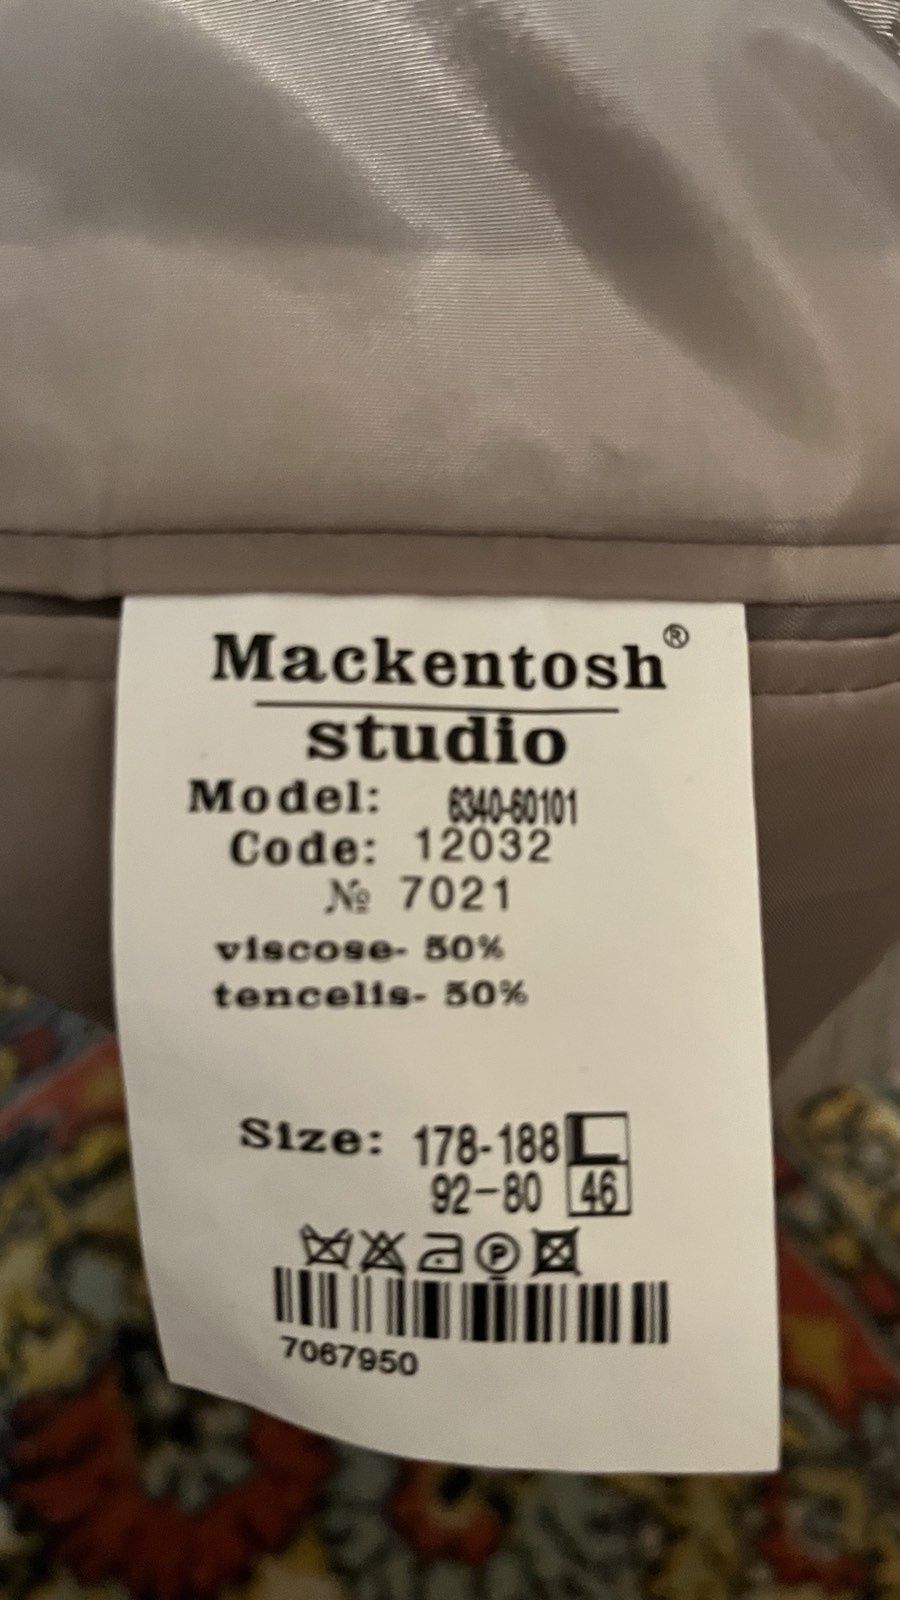 Mackentosh®
studio
Model: 6340-60101
Code: 12032
№ 7021
viscose- 50%
tencelis- 50%
Size: 178-188 L
92-80 46
P
7067950